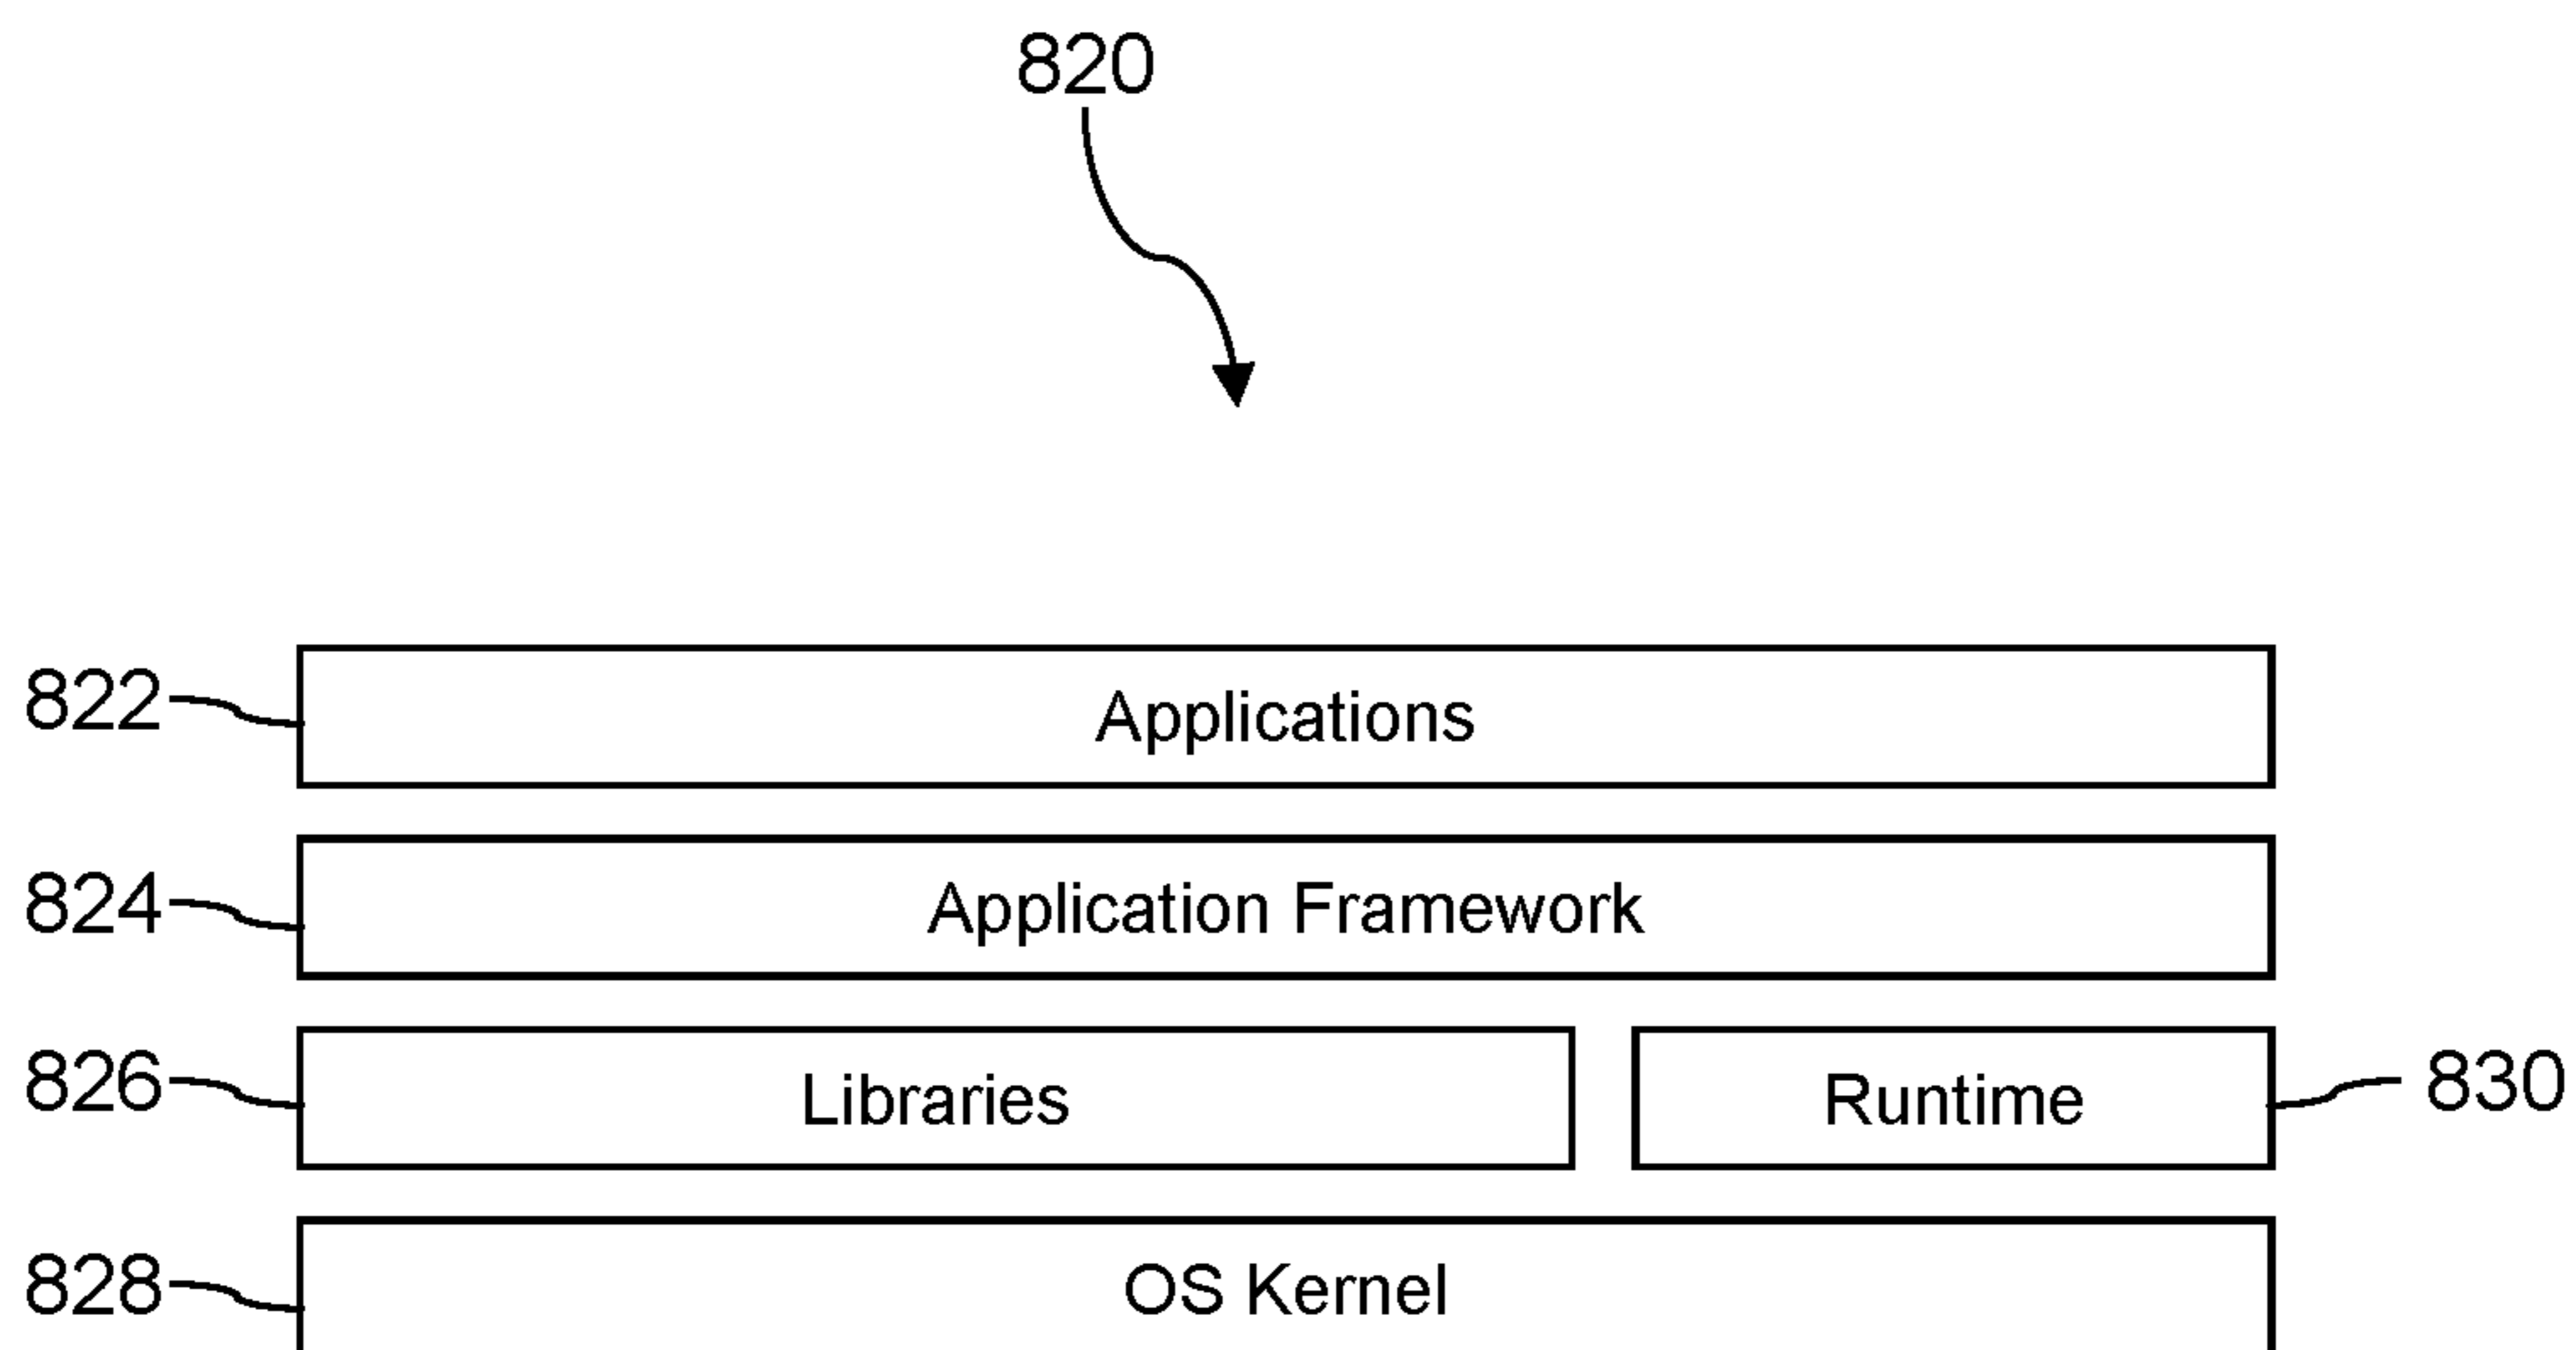 820
822 Applications
824 Application Framework
826 Libraries Runtime 830
828 OS Kernel